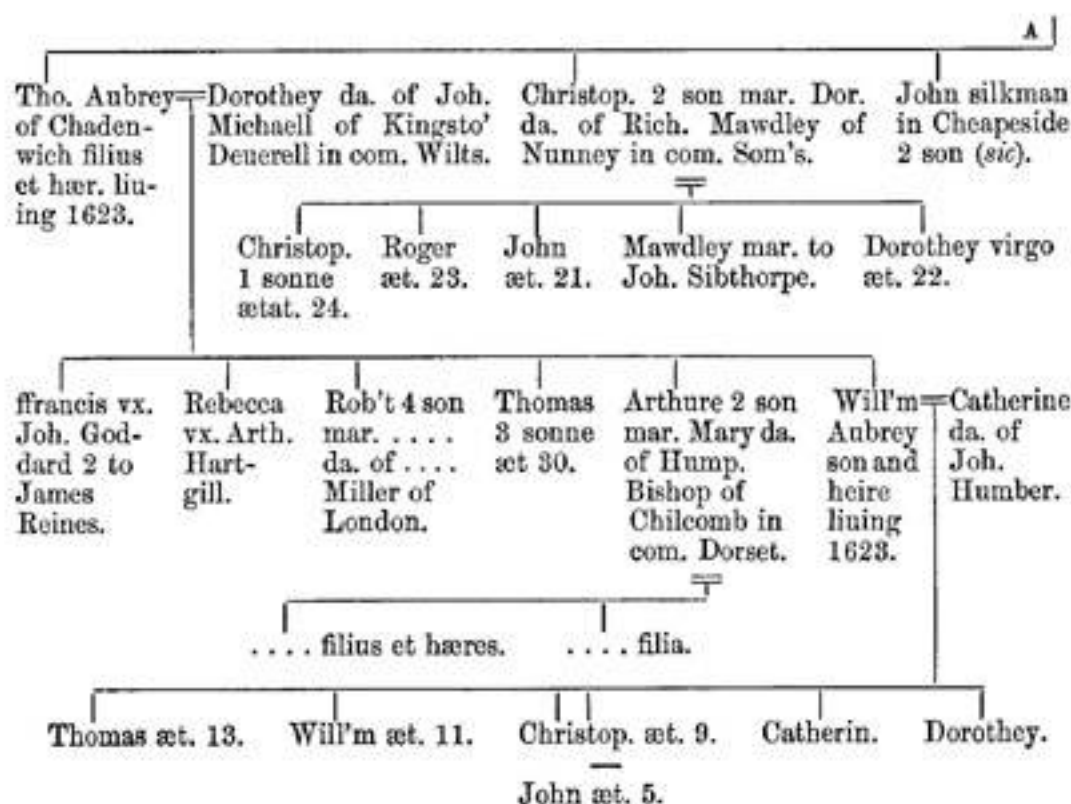 A
Tho. Aubrey
of Chaden-
wich filius
et hær. liu-
ing 1623.
Dorothey da. of Joh.
Michaell of Kingsto'
Deuerell in com. Wilts.
Christop. 2 son mar. Dor.
da. of Rich. Mawdley of
Nunney in com. Som's.
John silkman
in Cheapeside
2 son (sic).
Christop.
1 sonne
ætat. 24.
Roger
æt. 23.
John
æt. 21.
Mawdley mar. to
Joh. Sibthorpe.
Dorothey virgo
æt. 22.
ffrancis vx.
Joh. God-
dard 2 to
James
Reines.
Rebecca
vx. Arth.
Hart-
gill.
Rob't 4 son
mar. . . . .
da. of . . . .
Miller of
London.
Thomas
3 sonne
æt 30.
Arthure 2 son
mar. Mary da.
of Hump.
Bishop of
Chilcomb in
com. Dorset.
Will'm
Aubrey
son and
heire
liuing
1623.
Catherine
da. of
Joh.
Humber.
. . . . filius et hæres.
. . . . filia.
Thomas æt. 13.
Will'm æt. 11.
Christop. æt. 9.
Catherin.
Dorothey.
John æt. 5.